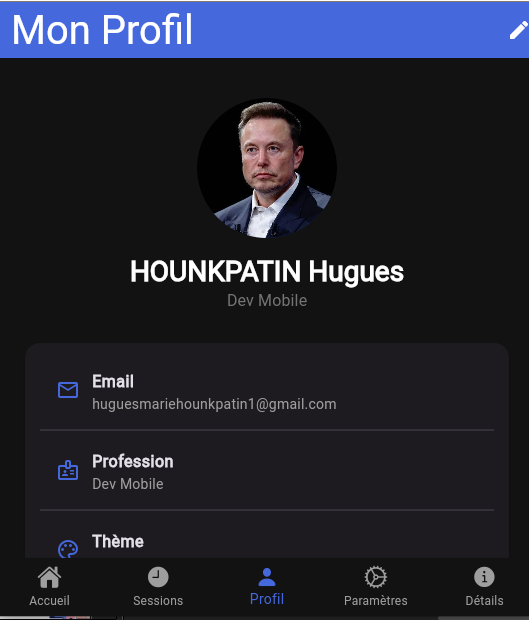 Mon Profil
HOUNKPATIN Hugues
Dev Mobile
Email
huguesmariehounkpatin1@gmail.com
Profession
Dev Mobile
Thème
Accueil
Sessions
Profil
Paramètres
Détails